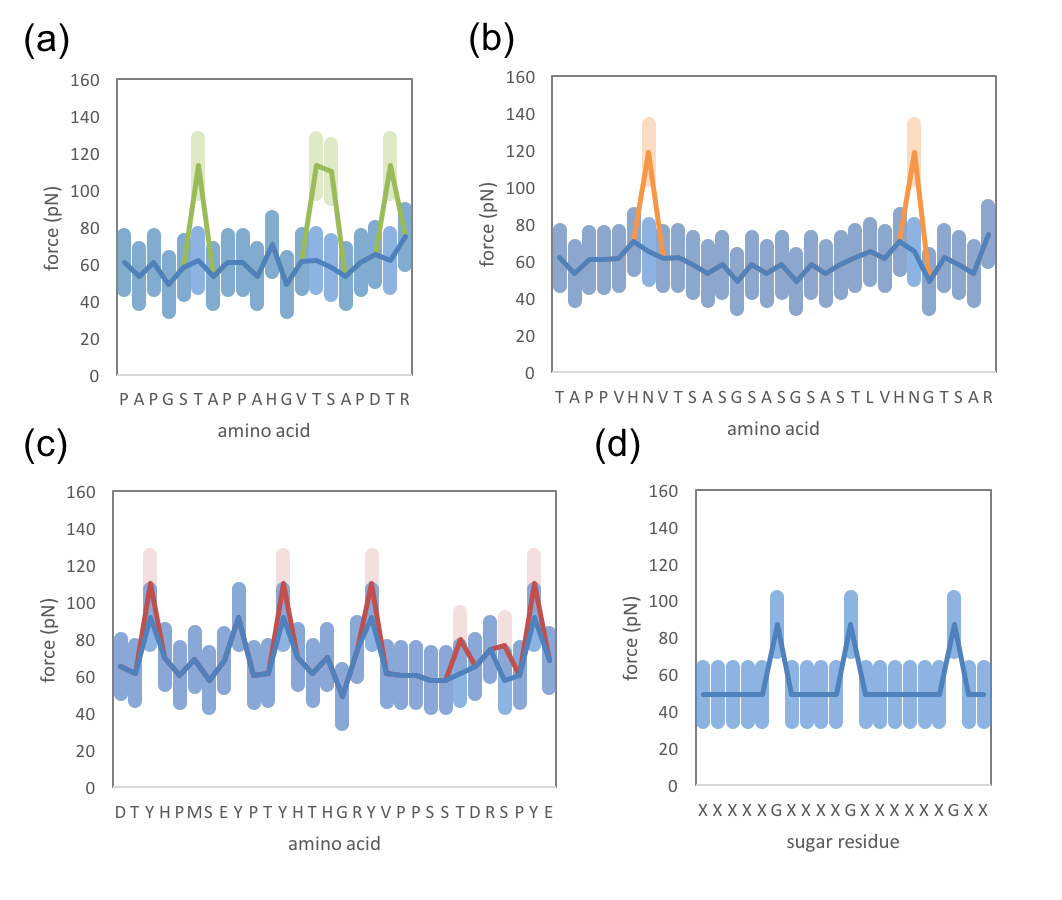 (a)
160
140
120
100
80
60
40
20
0
force (pN)
P A P G S T A P P A H G V T S A P D T R
amino acid
(b)
160
140
120
100
80
60
40
20
0
force (pN)
T A P P V H N V T S A S G S A S G S A S T L V H N G T S A R
amino acid
(c)
160
140
120
100
80
60
40
20
0
force (pN)
D T Y H P M S E Y P T Y H T H G R Y V P P S S T D R S P Y E
amino acid
(d)
160
140
120
100
80
60
40
20
0
force (pN)
X X X X X G X X X X G X X X X X X G X X
sugar residue